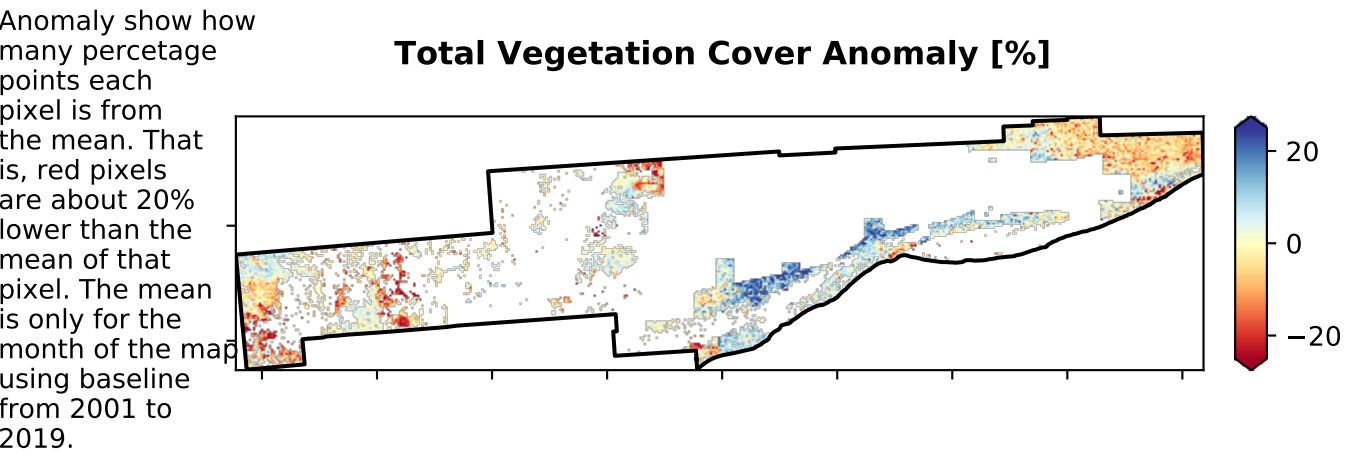 Anomaly show how
many percetage
points each
pixel is from
the mean. That
is, red pixels
are about 20%
lower than the
mean of that
pixel. The mean
is only for the
month of the map
using baseline
from 2001 to
2019.
Total Vegetation Cover Anomaly [%]
20
0
−20